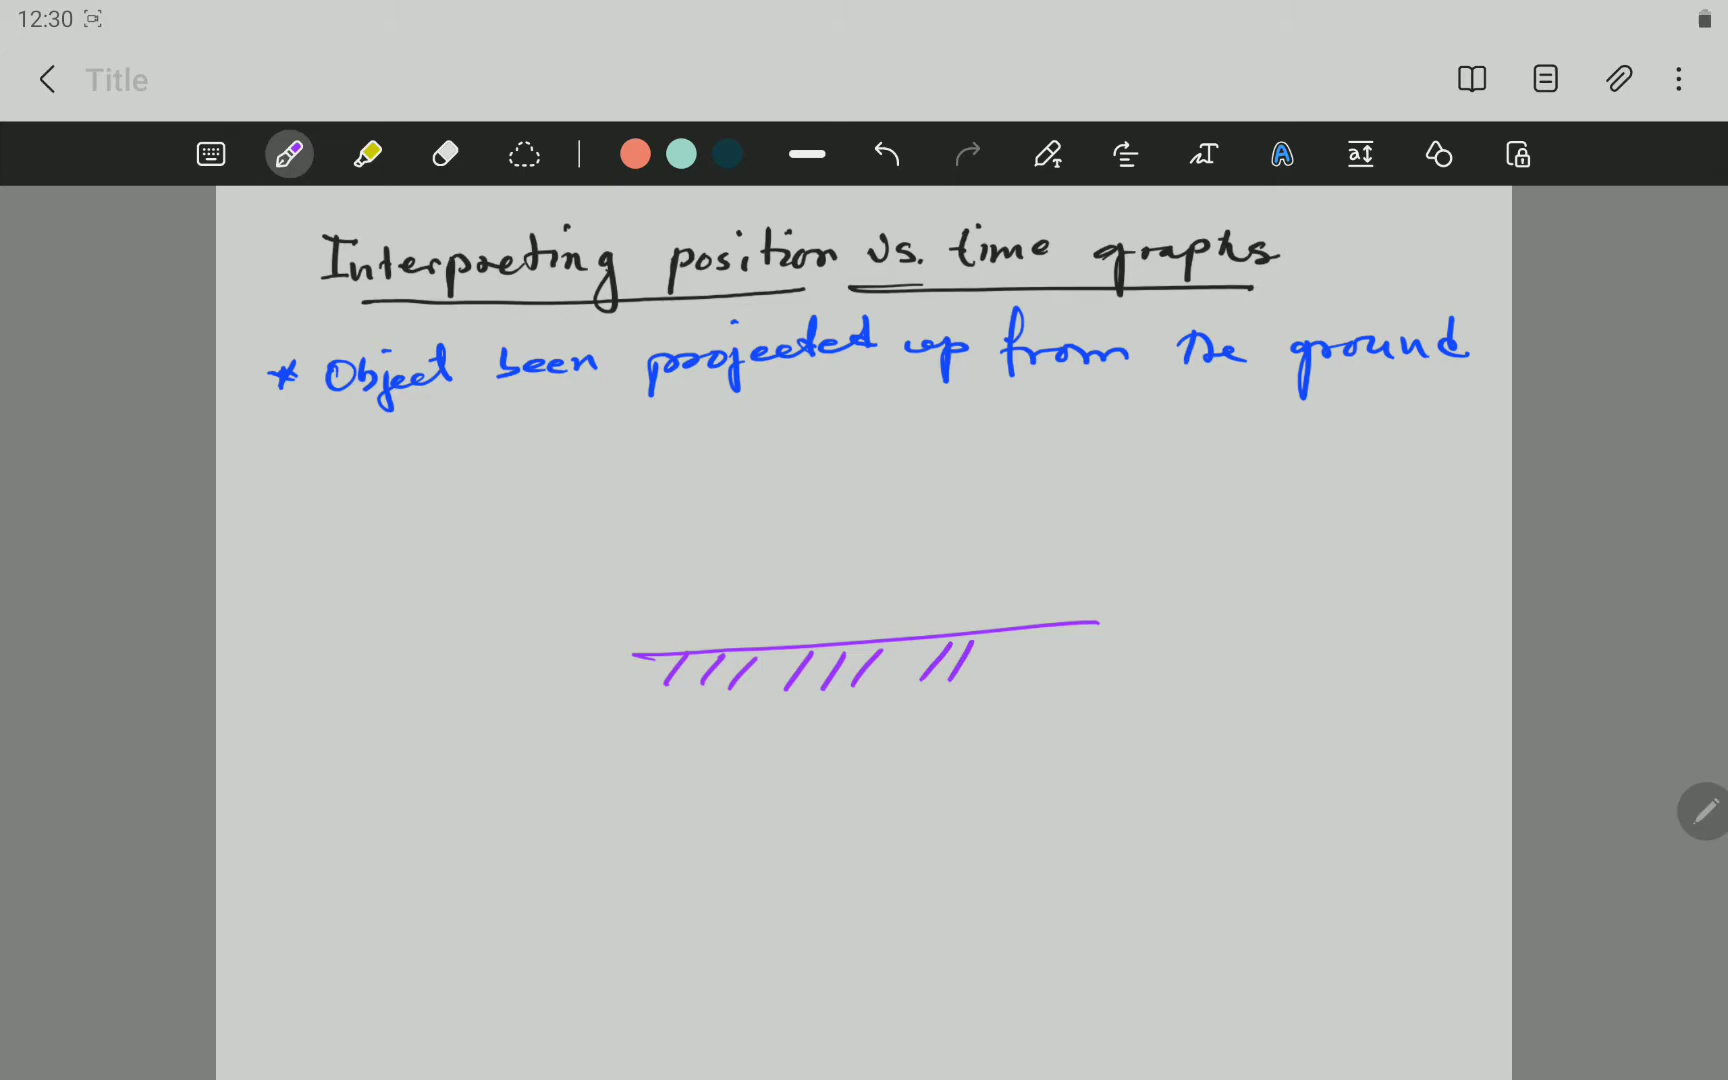 12:30
Title
Interpreting position vs. time graphs
* Object been projected up from the ground